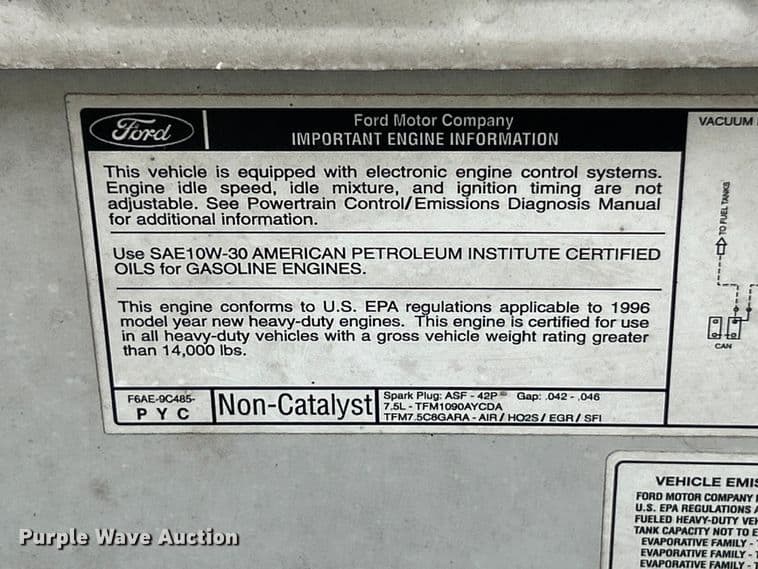 Ford
Ford Motor Company
IMPORTANT ENGINE INFORMATION
This vehicle is equipped with electronic engine control systems.
Engine idle speed, idle mixture, and ignition timing are not
adjustable. See Powertrain Control/Emissions Diagnosis Manual
for additional information.
Use SAE10W-30 AMERICAN PETROLEUM INSTITUTE CERTIFIED
OILS for GASOLINE ENGINES.
This engine conforms to U.S. EPA regulations applicable to 1996
model year new heavy-duty engines. This engine is certified for use
in all heavy-duty vehicles with a gross vehicle weight rating greater
than 14,000 lbs.
F6AE-9C485-
P Y C
Non-Catalyst
Spark Plug: ASF - 42P Gap: .042 - .046
7.5L - TFM1090AYCDA
TFM7.5C8GARA - AIR / HO2S / EGR / SFI
VACUUM
TO FUEL TANKS
CAN
VEHICLE EMIS
FORD MOTOR COMPANY
U.S. EPA REGULATIONS
FUELED HEAVY-DUTY VEH
TANK CAPACITY NOT TO E
EVAPORATIVE FAMILY -
EVAPORATIVE FAMILY -
EVAPORATIVE FAMILY -
Purple Wave Auction